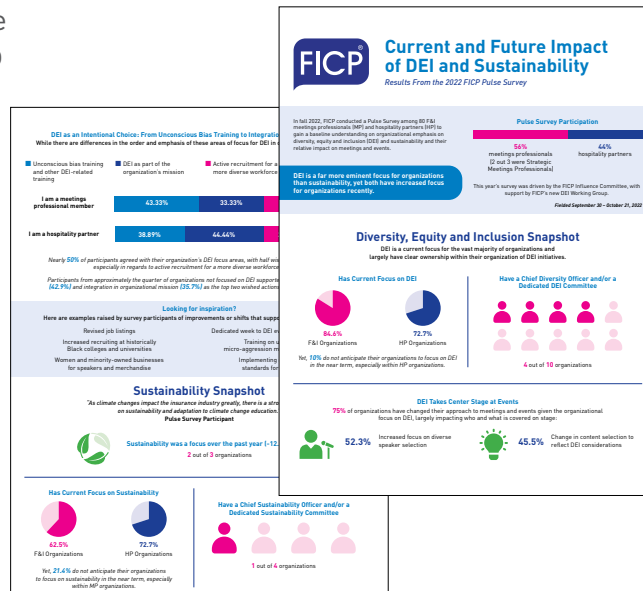 e
FICP®
Current and Future Impact
of DEI and Sustainability
Results From the 2022 FICP Pulse Survey
In fall 2022, FICP conducted a Pulse Survey among 80 F&I
meetings professionals (MP) and hospitality partners (HP) to
gain a baseline understanding on organizational emphasis on
diversity, equity and inclusion (DEI) and sustainability and their
relative impact on meetings and events.
DEI is a far more eminent focus for organizations
than sustainability, yet both have increased focus
for organizations recently.
Pulse Survey Participation
56%
meetings professionals
(2 out 3 were Strategic
Meetings Professionals)
44%
hospitality partners
This year's survey was driven by the FICP Influence Committee, with
support by FICP's new DEI Working Group.
Fielded September 30 – October 21, 2022
Diversity, Equity and Inclusion Snapshot
DEI is a current focus for the vast majority of organizations and
largely have clear ownership within their organization of DEI initiatives.
Has Current Focus on DEI
84.6%
F&I Organizations
72.7%
HP Organizations
Yet, 10% do not anticipate their organizations to focus on DEI
in the near term, especially within HP organizations.
Have a Chief Diversity Officer and/or a
Dedicated DEI Committee
4 out of 10 organizations
DEI Takes Center Stage at Events
75% of organizations have changed their approach to meetings and events given the organizational
focus on DEI, largely impacting who and what is covered on stage:
52.3%
Increased focus on diverse
speaker selection
45.5%
Change in content selection to
reflect DEI considerations
DEI as an Intentional Choice: From Unconscious Bias Training to Integratio
While there are differences in the order and emphasis of these areas of focus for DEI in o
Unconscious bias training
and other DEI-related
training
DEI as part of the
organization's mission
Active recruitment for a
more diverse workforce
I am a meetings
professional member
43.33%
33.33%
I am a hospitality partner
38.89%
44.44%
Nearly 50% of participants agreed with their organization's DEI focus areas, with half wis
especially in regards to active recruitment for a more diverse workforce
Participants from approximately the quarter of organizations not focused on DEI supporte
(42.9%) and integration in organizational mission (35.7%) as the top two wished actions
Looking for inspiration?
Here are examples raised by survey participants of improvements or shifts that suppo
Revised job listings
Increased recruiting at historically
Black colleges and universities
Women and minority-owned businesses
for speakers and merchandise
Dedicated week to DEI ev
Training on u
micro-aggression m
Implementing
standards for
Sustainability Snapshot
"As climate changes impact the insurance industry greatly, there is a stro
on sustainability and adaptation to climate change education.
Pulse Survey Participant
Sustainability was a focus over the past year (-12.
2 out of 3 organizations
Has Current Focus on Sustainability
62.5%
F&I Organizations
72.7%
HP Organizations
Yet, 21.4% do not anticipate their organizations
to focus on sustainability in the near term, especially
within MP organizations.
Have a Chief Sustainability Officer and/or a
Dedicated Sustainability Committee
1 out of 4 organizations